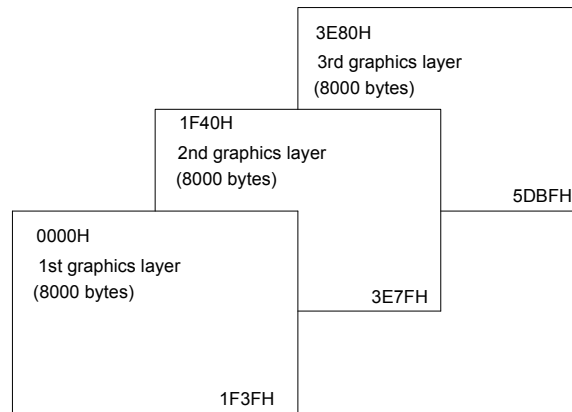 3E80H
3rd graphics layer
(8000 bytes)
1F40H
2nd graphics layer
(8000 bytes)
5DBFH
0000H
1st graphics layer
(8000 bytes)
3E7FH
1F3FH